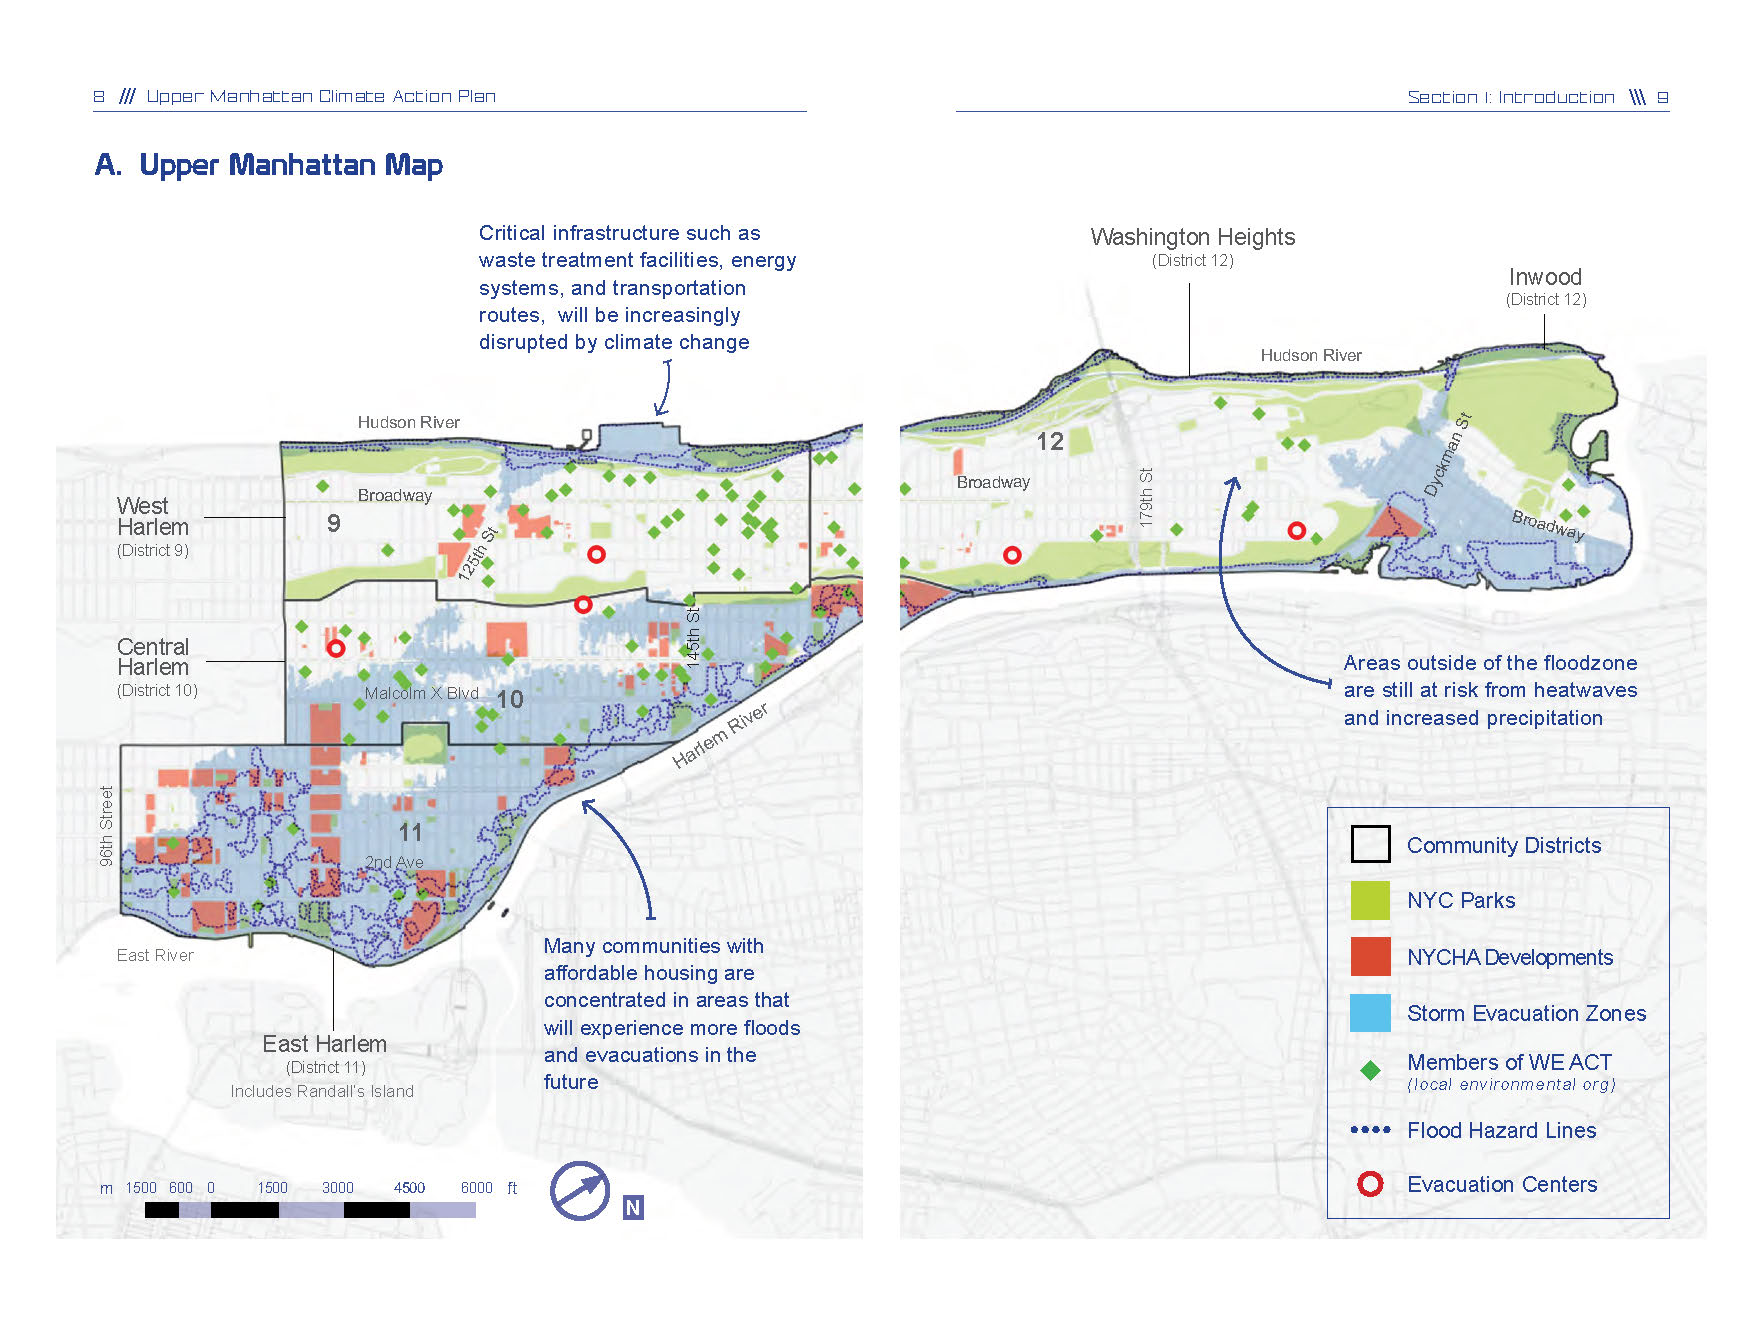 8 /// Upper Manhattan Climate Action Plan
Section 1: Introduction \\\ 9
A. Upper Manhattan Map
Critical infrastructure such as
waste treatment facilities, energy
systems, and transportation
routes, will be increasingly
disrupted by climate change
Hudson River
West
Harlem
(District 9)
Broadway
9
125th St
Central
Harlem
(District 10)
145th St
Malcolm X Blvd
10
Harlem River
96th Street
11
2nd Ave
East River
East Harlem
(District 11)
Includes Randall's Island
Many communities with
affordable housing are
concentrated in areas that
will experience more floods
and evacuations in the
future
m 1500 600 0 1500 3000 4500 6000 ft
N
Washington Heights
(District 12)
Inwood
(District 12)
Hudson River
12
Broadway
179th St
Dyckman St
Broadway
Areas outside of the floodzone
are still at risk from heatwaves
and increased precipitation
Community Districts
NYC Parks
NYCHA Developments
Storm Evacuation Zones
Members of WE ACT
(local environmental org)
Flood Hazard Lines
Evacuation Centers